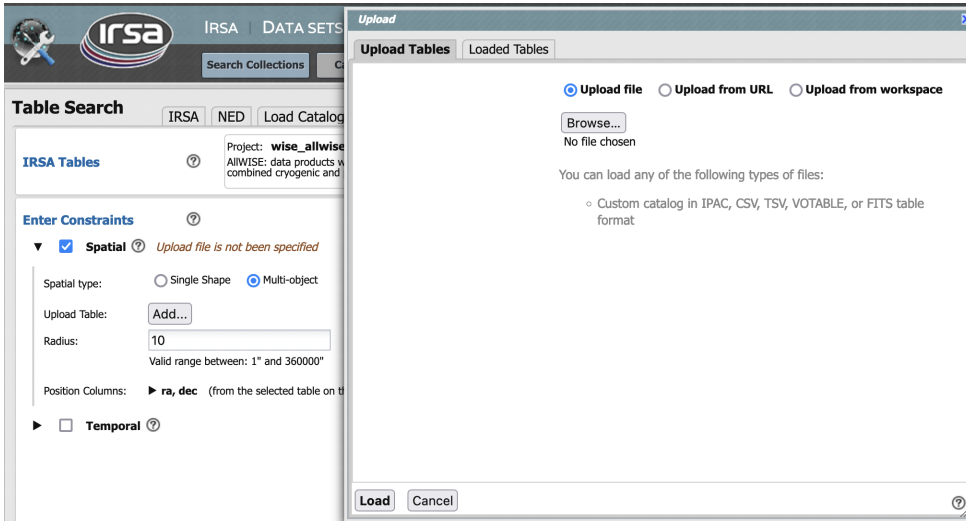 irsa
IRSA DATA SETS
Search Collections
Table Search
IRSA NED Load Catalog
IRSA Tables
Project: wise_allwise
AllWISE: data products w
combined cryogenic and
Enter Constraints
Spatial Upload file is not been specified
Spatial type: Single Shape Multi-object
Upload Table: Add...
Radius: 10
Valid range between: 1" and 360000"
Position Columns: ra, dec (from the selected table on t
Temporal
Upload
Upload Tables Loaded Tables
Upload file Upload from URL Upload from workspace
Browse...
No file chosen
You can load any of the following types of files:
Custom catalog in IPAC, CSV, TSV, VOTABLE, or FITS table
format
Load Cancel